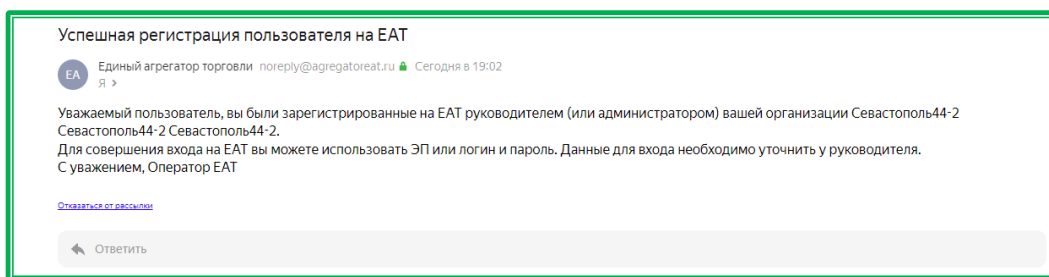 Успешная регистрация пользователя на ЕАТ
ЕА
Единый агрегатор торговли noreply@agregatoreat.ru Сегодня в 19:02
Я >
Уважаемый пользователь, вы были зарегистрированные на ЕАТ руководителем (или администратором) вашей организации Севастополь44-2
Севастополь44-2 Севастополь44-2.
Для совершения входа на ЕАТ вы можете использовать ЭП или логин и пароль. Данные для входа необходимо уточнить у руководителя.
С уважением, Оператор ЕАТ
Отказаться от рассылки
Ответить